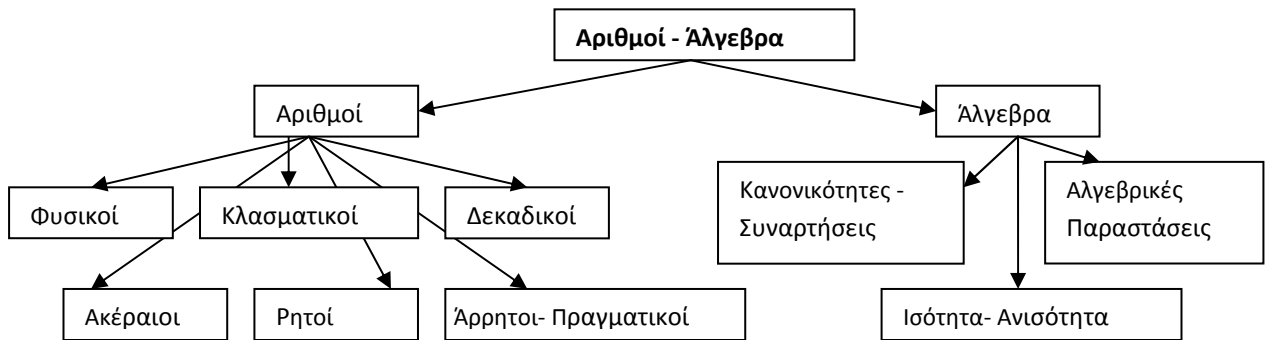 Αριθμοί - Άλγεβρα
Αριθμοί
Άλγεβρα
Φυσικοί
Κλασματικοί
Δεκαδικοί
Κανονικότητες -
Συναρτήσεις
Αλγεβρικές
Παραστάσεις
Ακέραιοι
Ρητοί
Άρρητοι- Πραγματικοί
Ισότητα- Ανισότητα